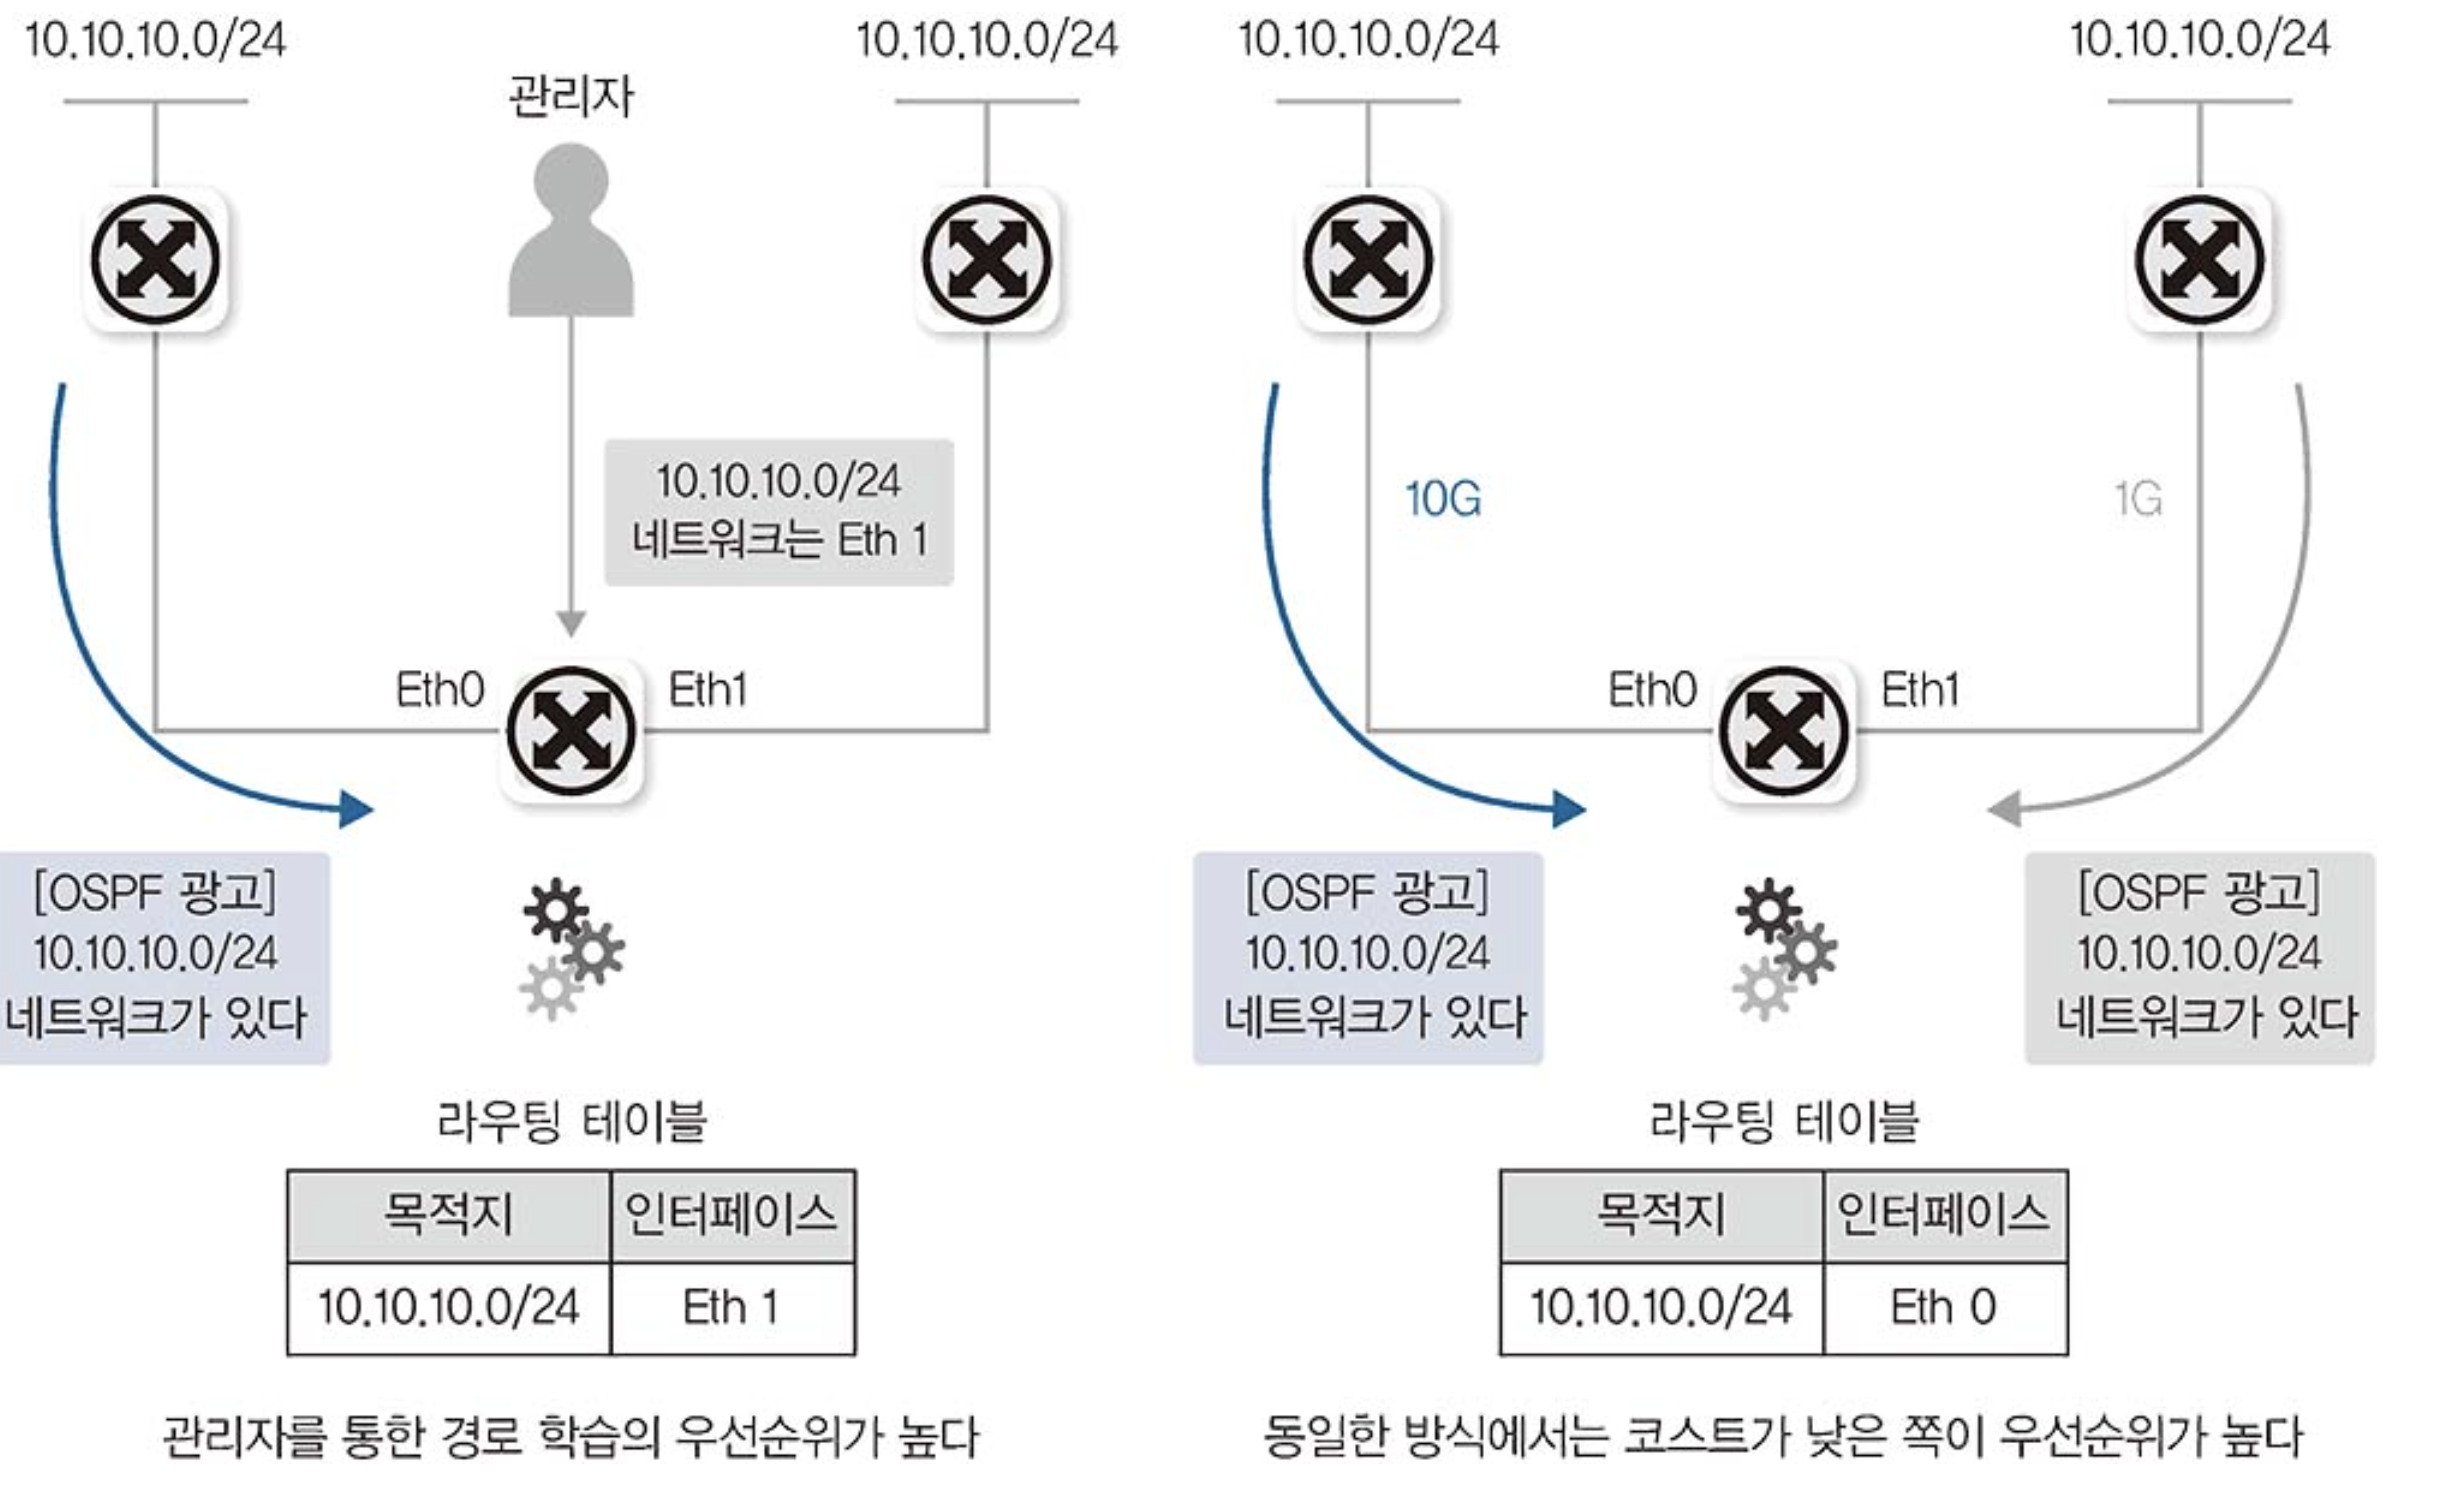 10.10.10.0/24
관리자
10.10.10.0/24
10.10.10.0/24
네트워크는 Eth 1
Eth0
Eth1
[OSPF 광고]
10.10.10.0/24
네트워크가 있다
라우팅 테이블
목적지 인터페이스
10.10.10.0/24 Eth 1
관리자를 통한 경로 학습의 우선순위가 높다
10.10.10.0/24
10.10.10.0/24
10G
1G
Eth0
Eth1
[OSPF 광고]
10.10.10.0/24
네트워크가 있다
[OSPF 광고]
10.10.10.0/24
네트워크가 있다
라우팅 테이블
목적지 인터페이스
10.10.10.0/24 Eth 0
동일한 방식에서는 코스트가 낮은 쪽이 우선순위가 높다